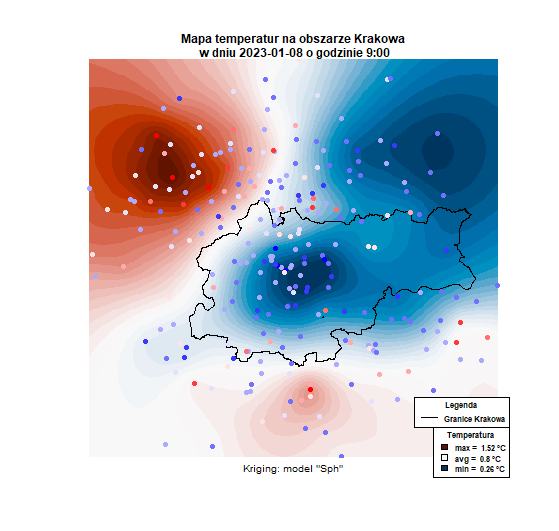 Mapa temperatur na obszarze Krakowa
w dniu 2023-01-08 o godzinie 9:00
Legenda
Granice Krakowa
Temperatura
max = 1.52 °C
avg = 0.8 °C
min = 0.26 °C
Kriging: model "Sph"